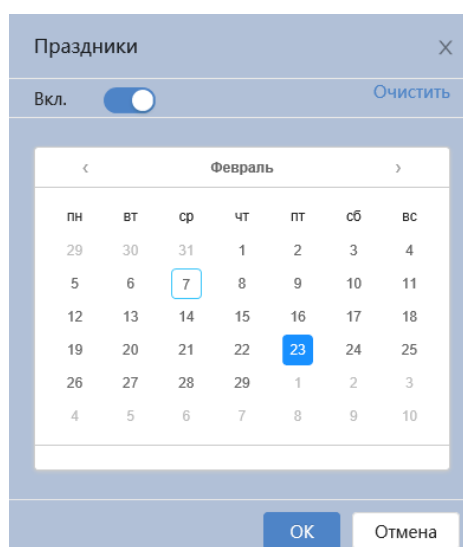 Праздники
Вкл. Очистить
Февраль
пн вт ср чт пт сб вс
29 30 31 1 2 3 4
5 6 7 8 9 10 11
12 13 14 15 16 17 18
19 20 21 22 23 24 25
26 27 28 29 1 2 3
4 5 6 7 8 9 10
OK Отмена